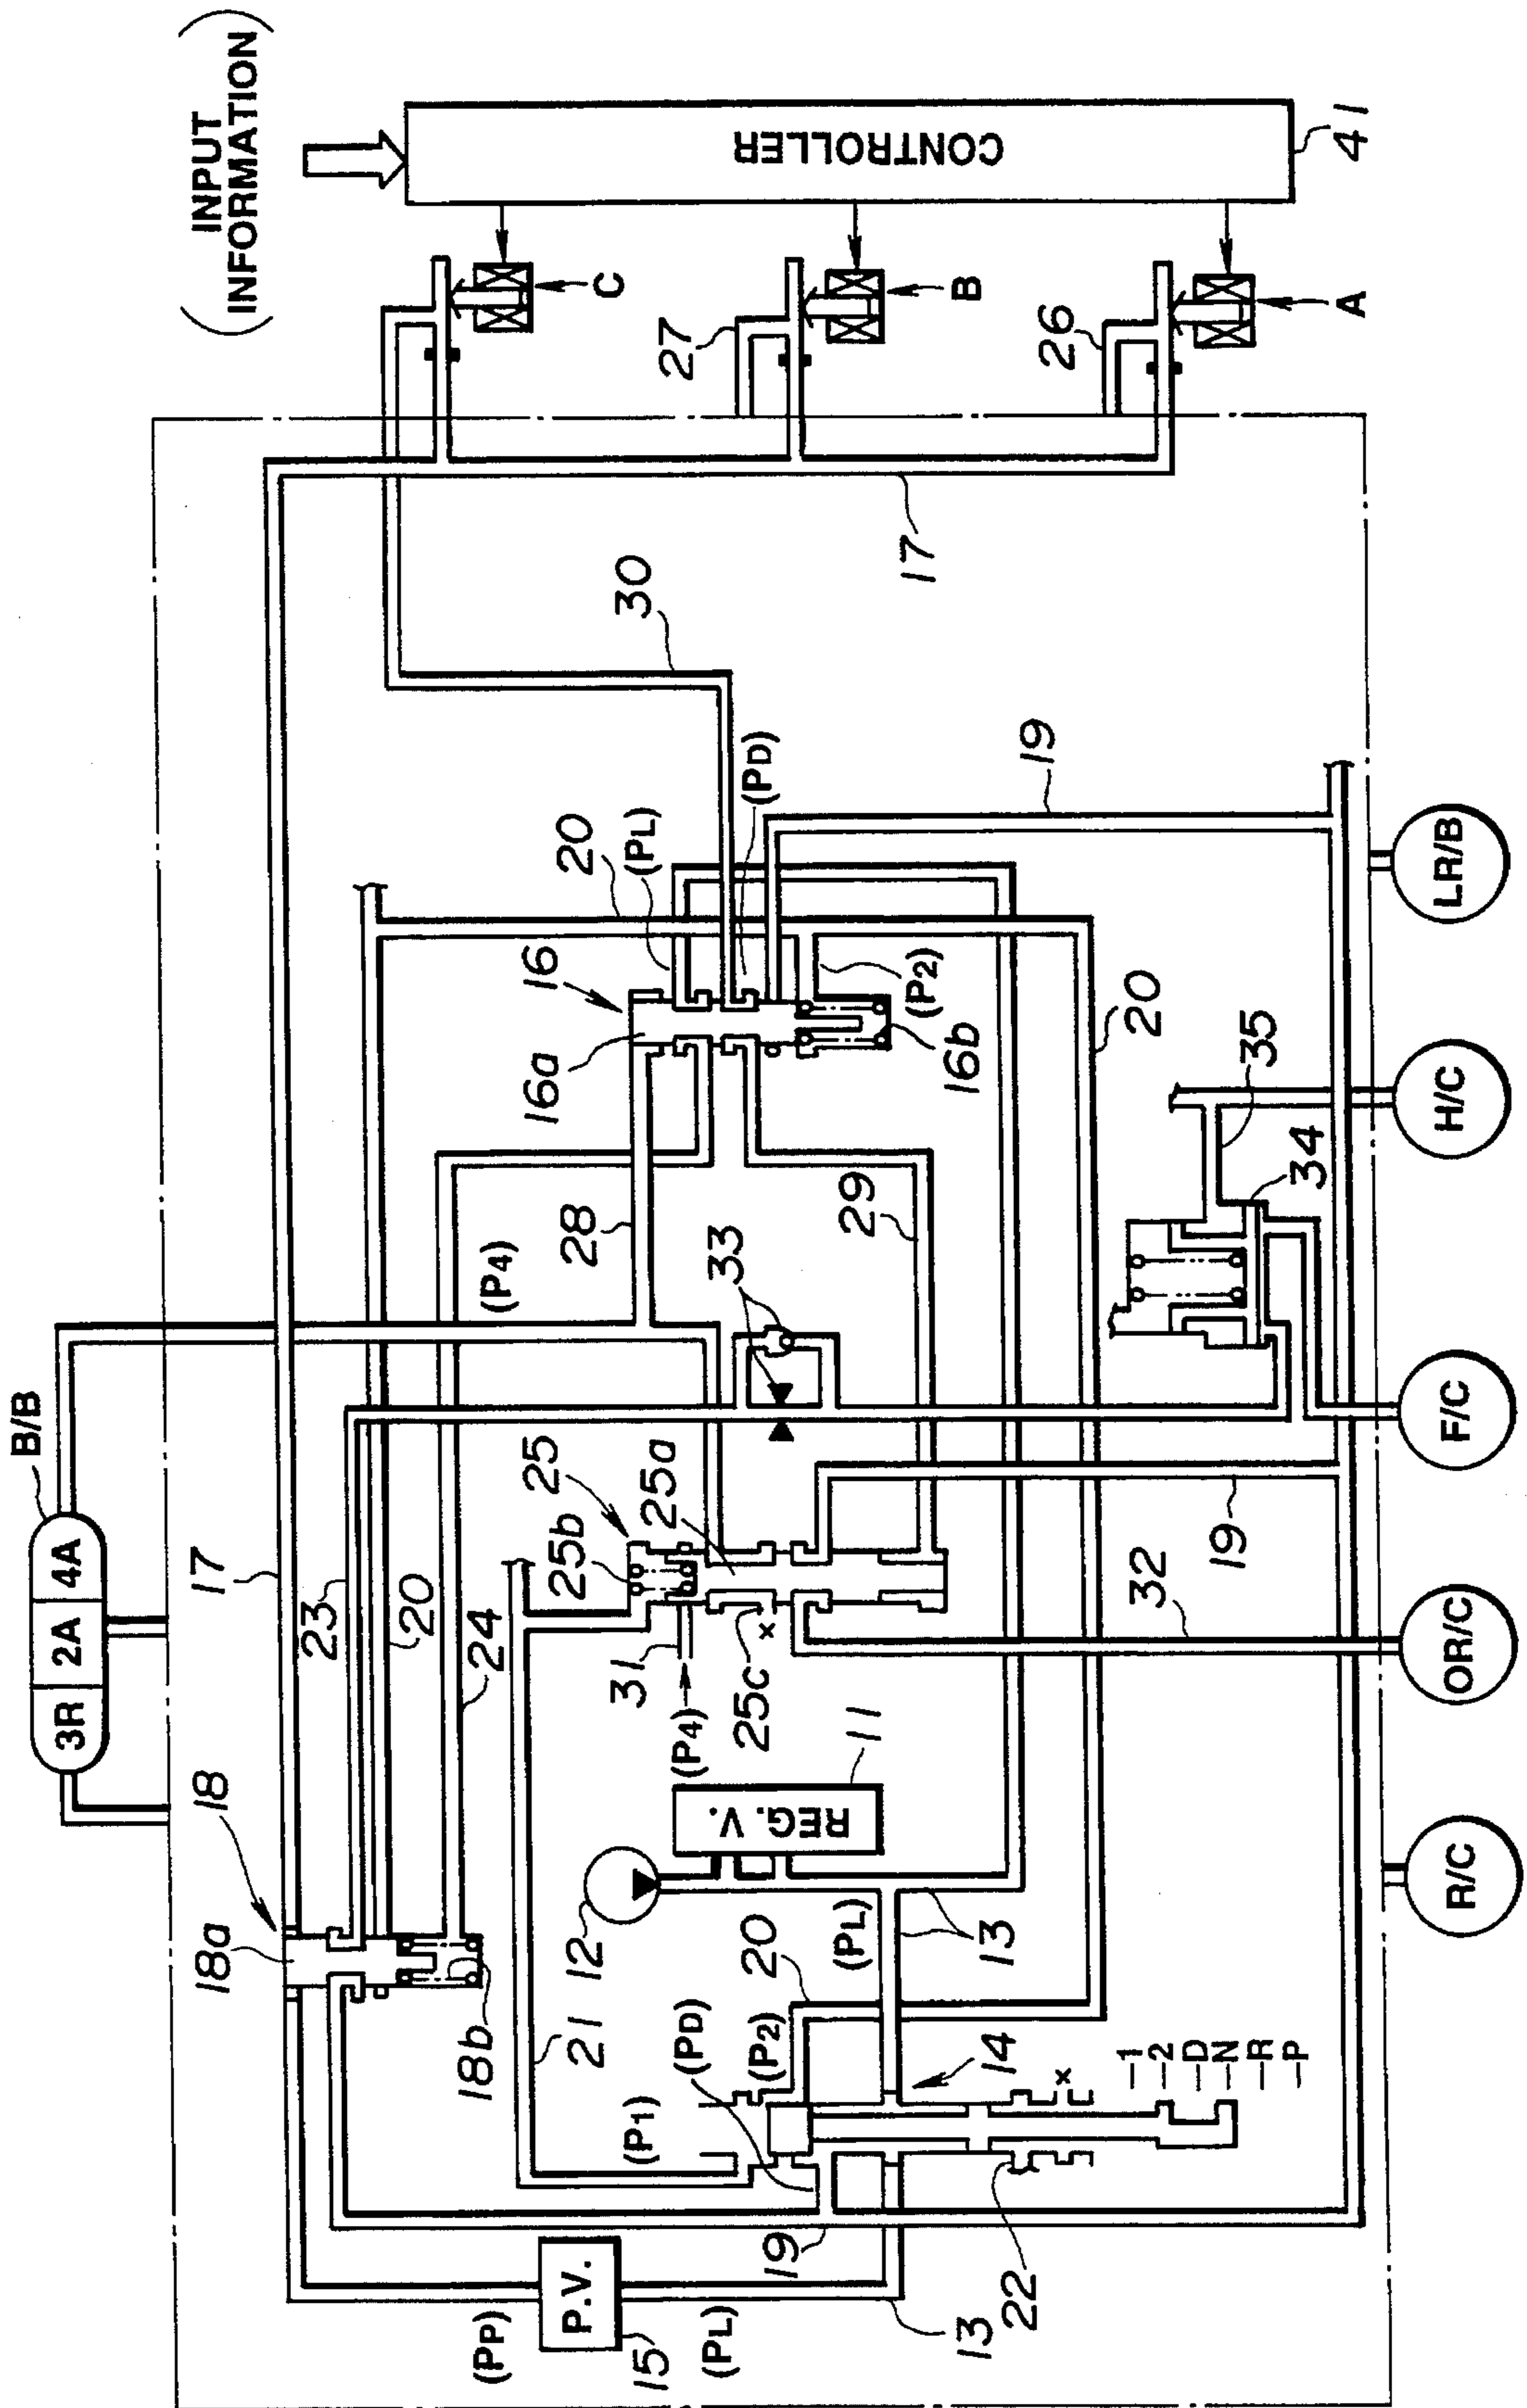 (INPUT
INFORMATION)
CONTROLLER
41
C
B
A
27
26
17
30
19
(PD)
(PL)
20
16
16a
(P2)
16b
20
35
34
LR/B
H/C
F/C
OR/C
R/C
28
(P4)
29
33
B/B
3R 2A 4A
17
23
20
24
25
25b
25a
31
(P4)
25c
x
19
32
18
18a
18b
21
12
REG. V.
11
(PL)
13
20
(P1)
(PD)
(P2)
14
x
1
2
D
N
R
P
22
19
P.V.
15
(PP)
(PL)
13